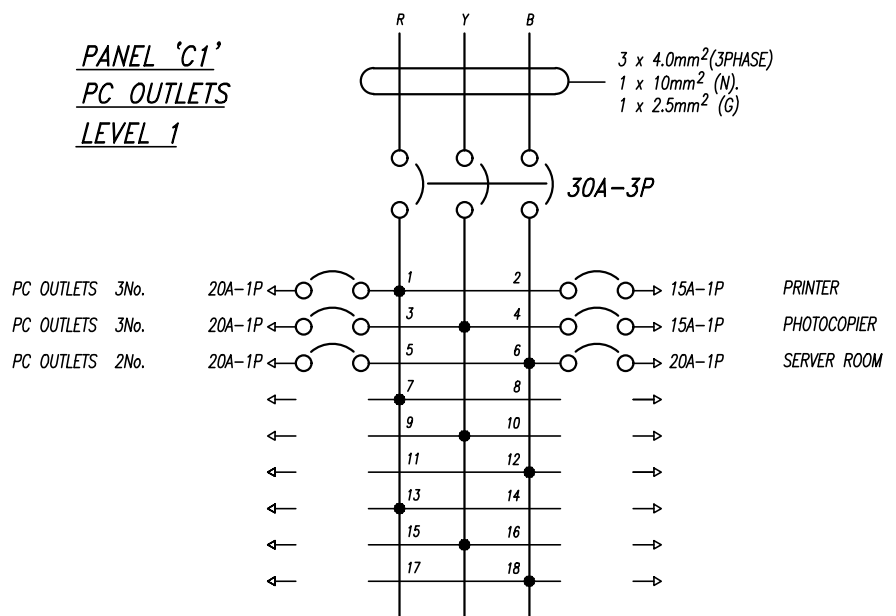 R Y B
PANEL 'C1'
PC OUTLETS
LEVEL 1
3 x 4.0mm² (3PHASE)
1 x 10mm² (N).
1 x 2.5mm² (G)
30A-3P
PC OUTLETS 3No. 20A-1P 1 2 15A-1P PRINTER
PC OUTLETS 3No. 20A-1P 3 4 15A-1P PHOTOCOPIER
PC OUTLETS 2No. 20A-1P 5 6 20A-1P SERVER ROOM
7 8
9 10
11 12
13 14
15 16
17 18